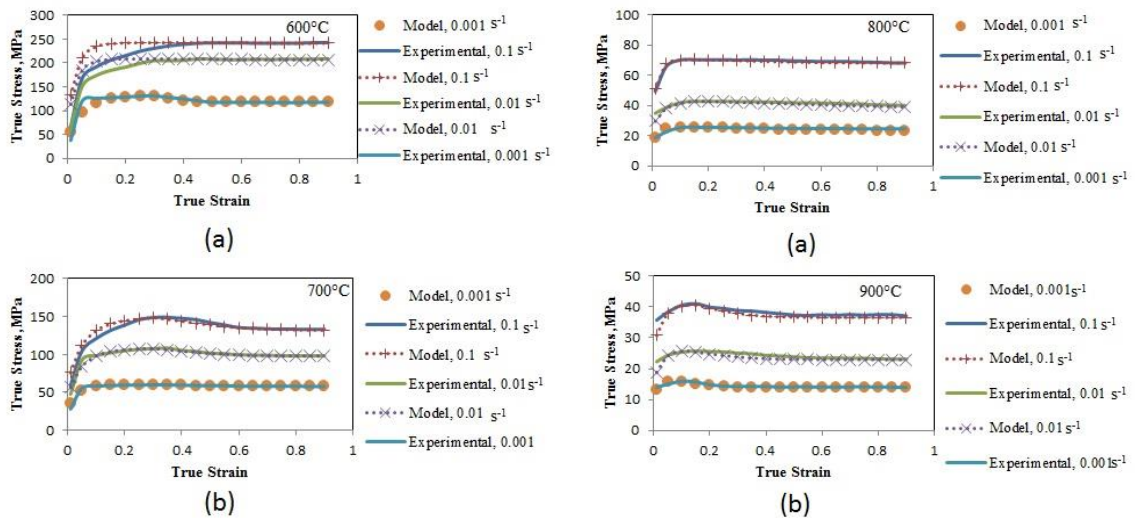 600°C
True Stress, MPa
300
250
200
150
100
50
0
0 0.2 0.4 0.6 0.8 1
True Strain
Model, 0.001 s-1
Experimental, 0.1 s-1
Model, 0.1 s-1
Experimental, 0.01 s-1
Model, 0.01 s-1
Experimental, 0.001 s-1
(a)
800°C
True Stress, MPa
100
80
60
40
20
0
0 0.2 0.4 0.6 0.8 1
True Strain
Model, 0.001 s-1
Experimental, 0.1 s-1
Model, 0.1 s-1
Experimental, 0.01 s-1
Model, 0.01 s-1
Experimental, 0.001 s-1
(a)
700°C
True Stress, MPa
200
150
100
50
0
0 0.2 0.4 0.6 0.8 1
True Strain
Model, 0.001 s-1
Experimental, 0.1 s-1
Model, 0.1 s-1
Experimental, 0.01 s-1
Model, 0.01 s-1
Experimental, 0.001
(b)
900°C
True Stress, MPa
50
40
30
20
10
0
0 0.2 0.4 0.6 0.8 1
True Strain
Model, 0.001s-1
Experimental, 0.1 s-1
Model, 0.1 s-1
Experimental, 0.01 s-1
Model, 0.01 s-1
Experimental, 0.001s-1
(b)